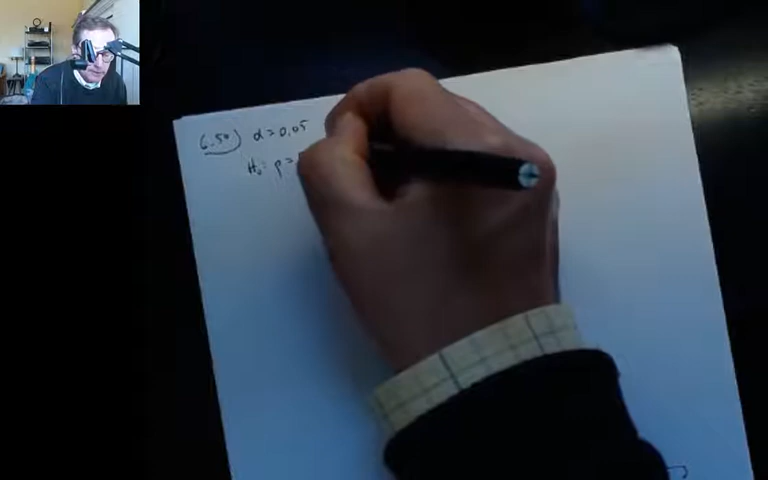 6.50) α = 0.05
H₀: p =